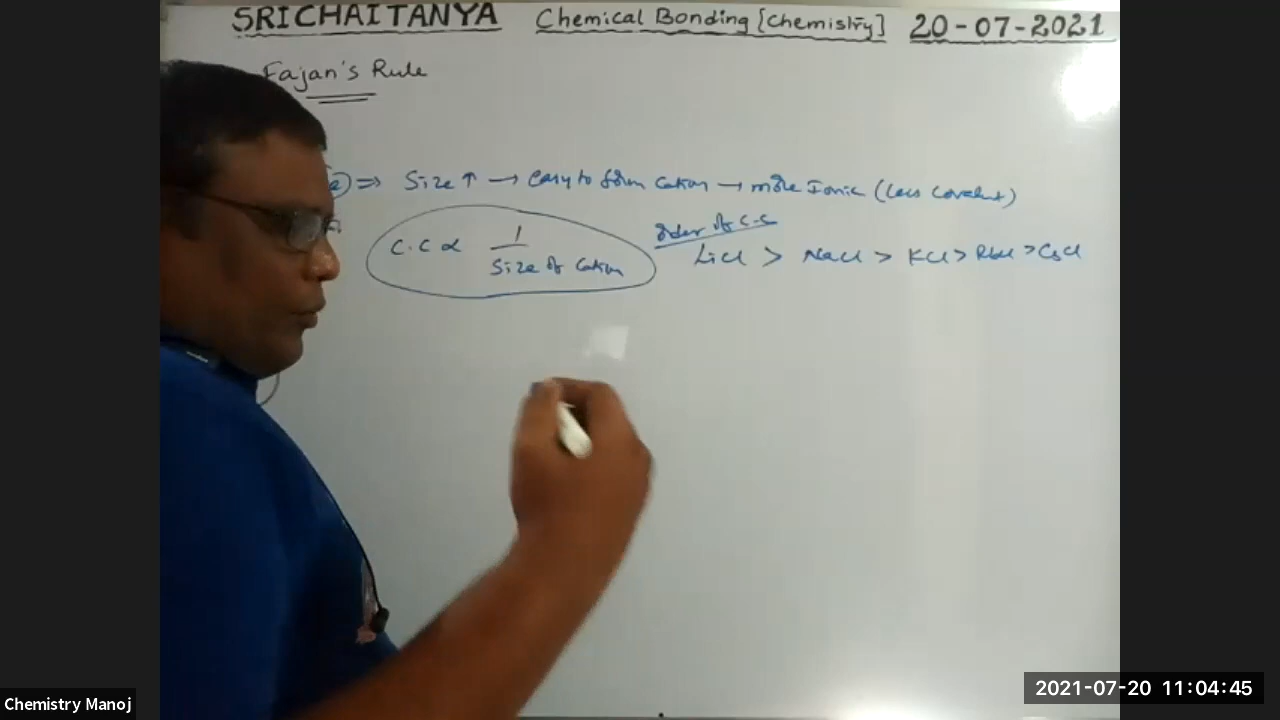 SRICHAITANYA Chemical Bonding [Chemistry] 20-07-2021
Fajan's Rule
⇒ Size ↑ → easy to form Cation → more Ionic (Less Covalent)
C.C ∝ 1 / Size of Cation
Order of C.C
LiCl > NaCl > KCl > RbCl > CsCl
Chemistry Manoj
2021-07-20 11:04:45